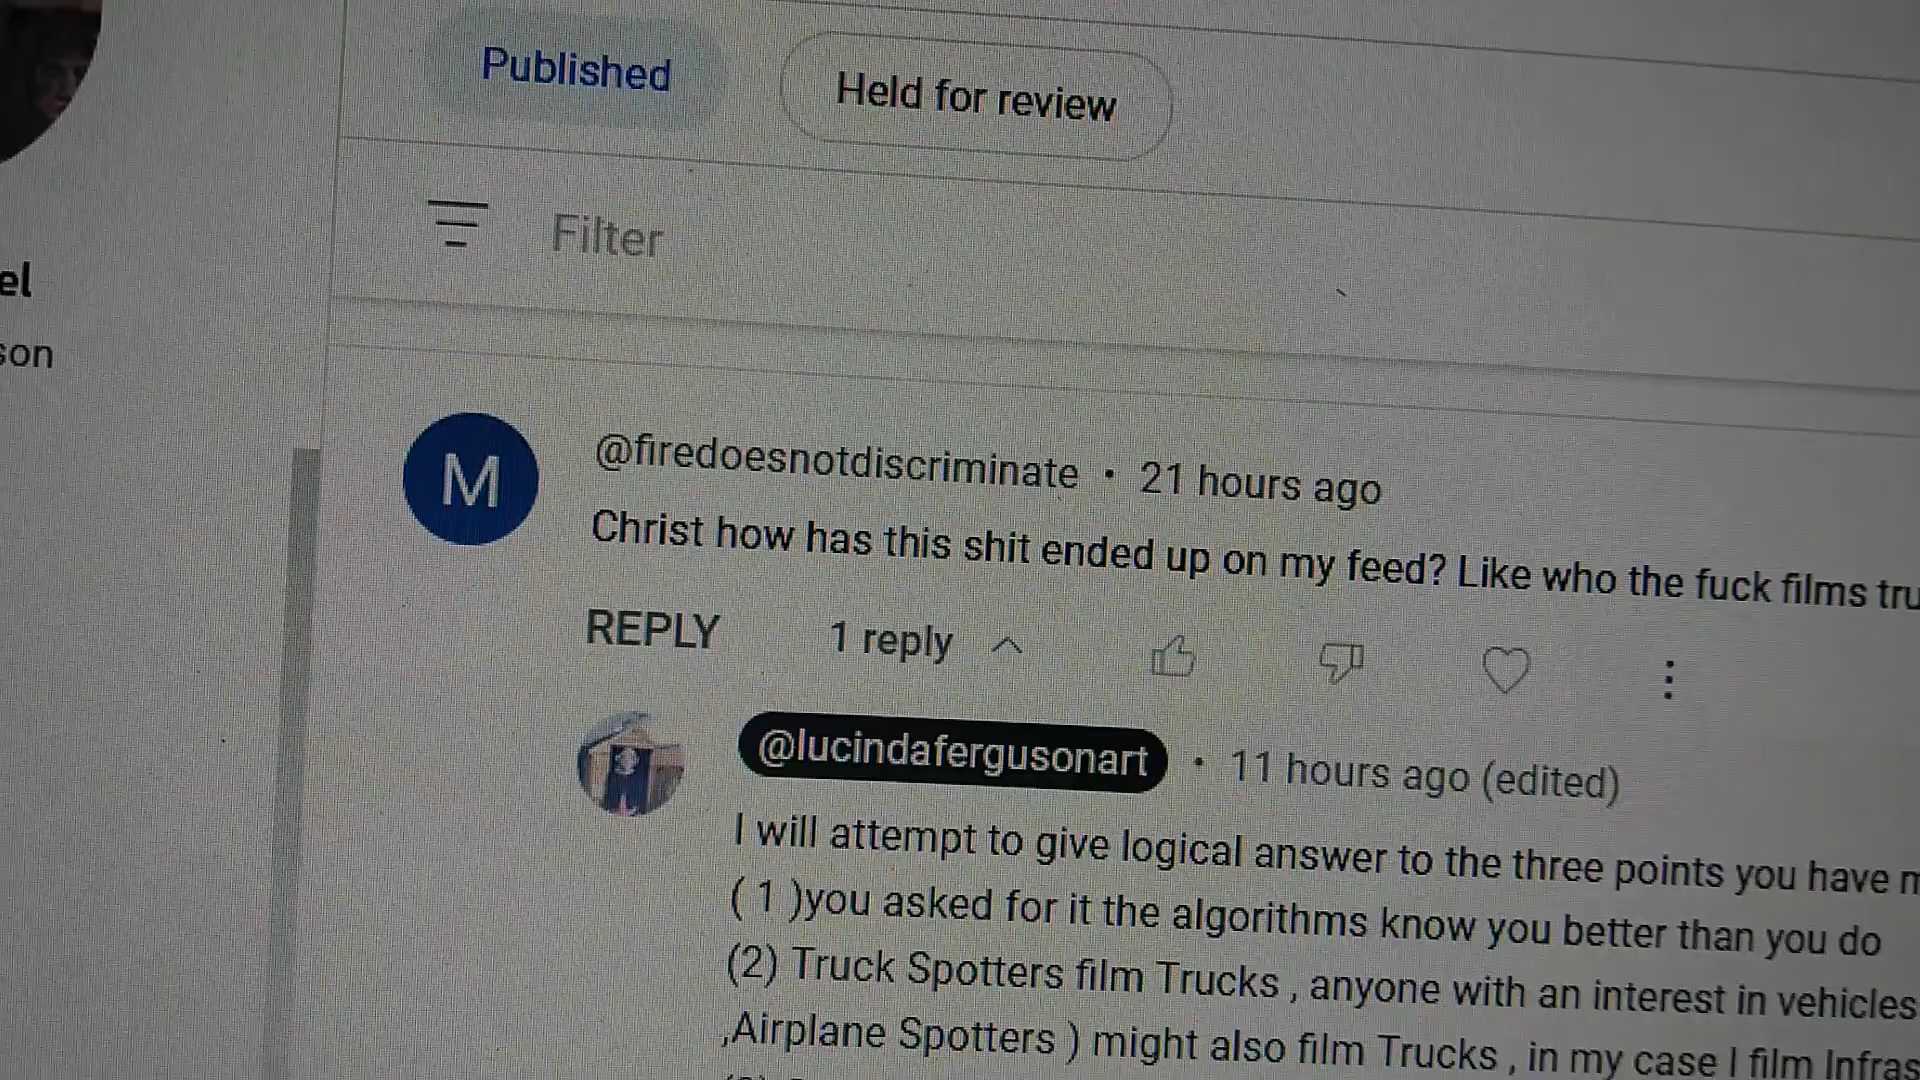 Published
Held for review
Filter
el
son
M
@firedoesnotdiscriminate · 21 hours ago
Christ how has this shit ended up on my feed? Like who the fuck films tru
REPLY
1 reply
@lucindafergusonart · 11 hours ago (edited)
I will attempt to give logical answer to the three points you have m
( 1 )you asked for it the algorithms know you better than you do
(2) Truck Spotters film Trucks , anyone with an interest in vehicles
,Airplane Spotters ) might also film Trucks , in my case I film Infras